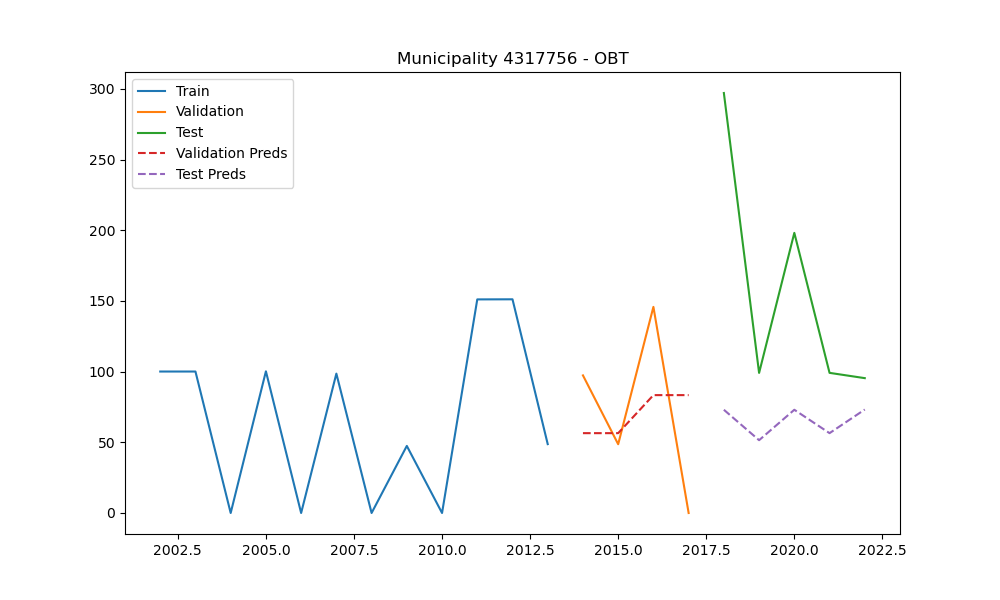 Municipality 4317756 - OBT
Train
Validation
Test
Validation Preds
Test Preds
300
250
200
150
100
50
0
2002.5 2005.0 2007.5 2010.0 2012.5 2015.0 2017.5 2020.0 2022.5